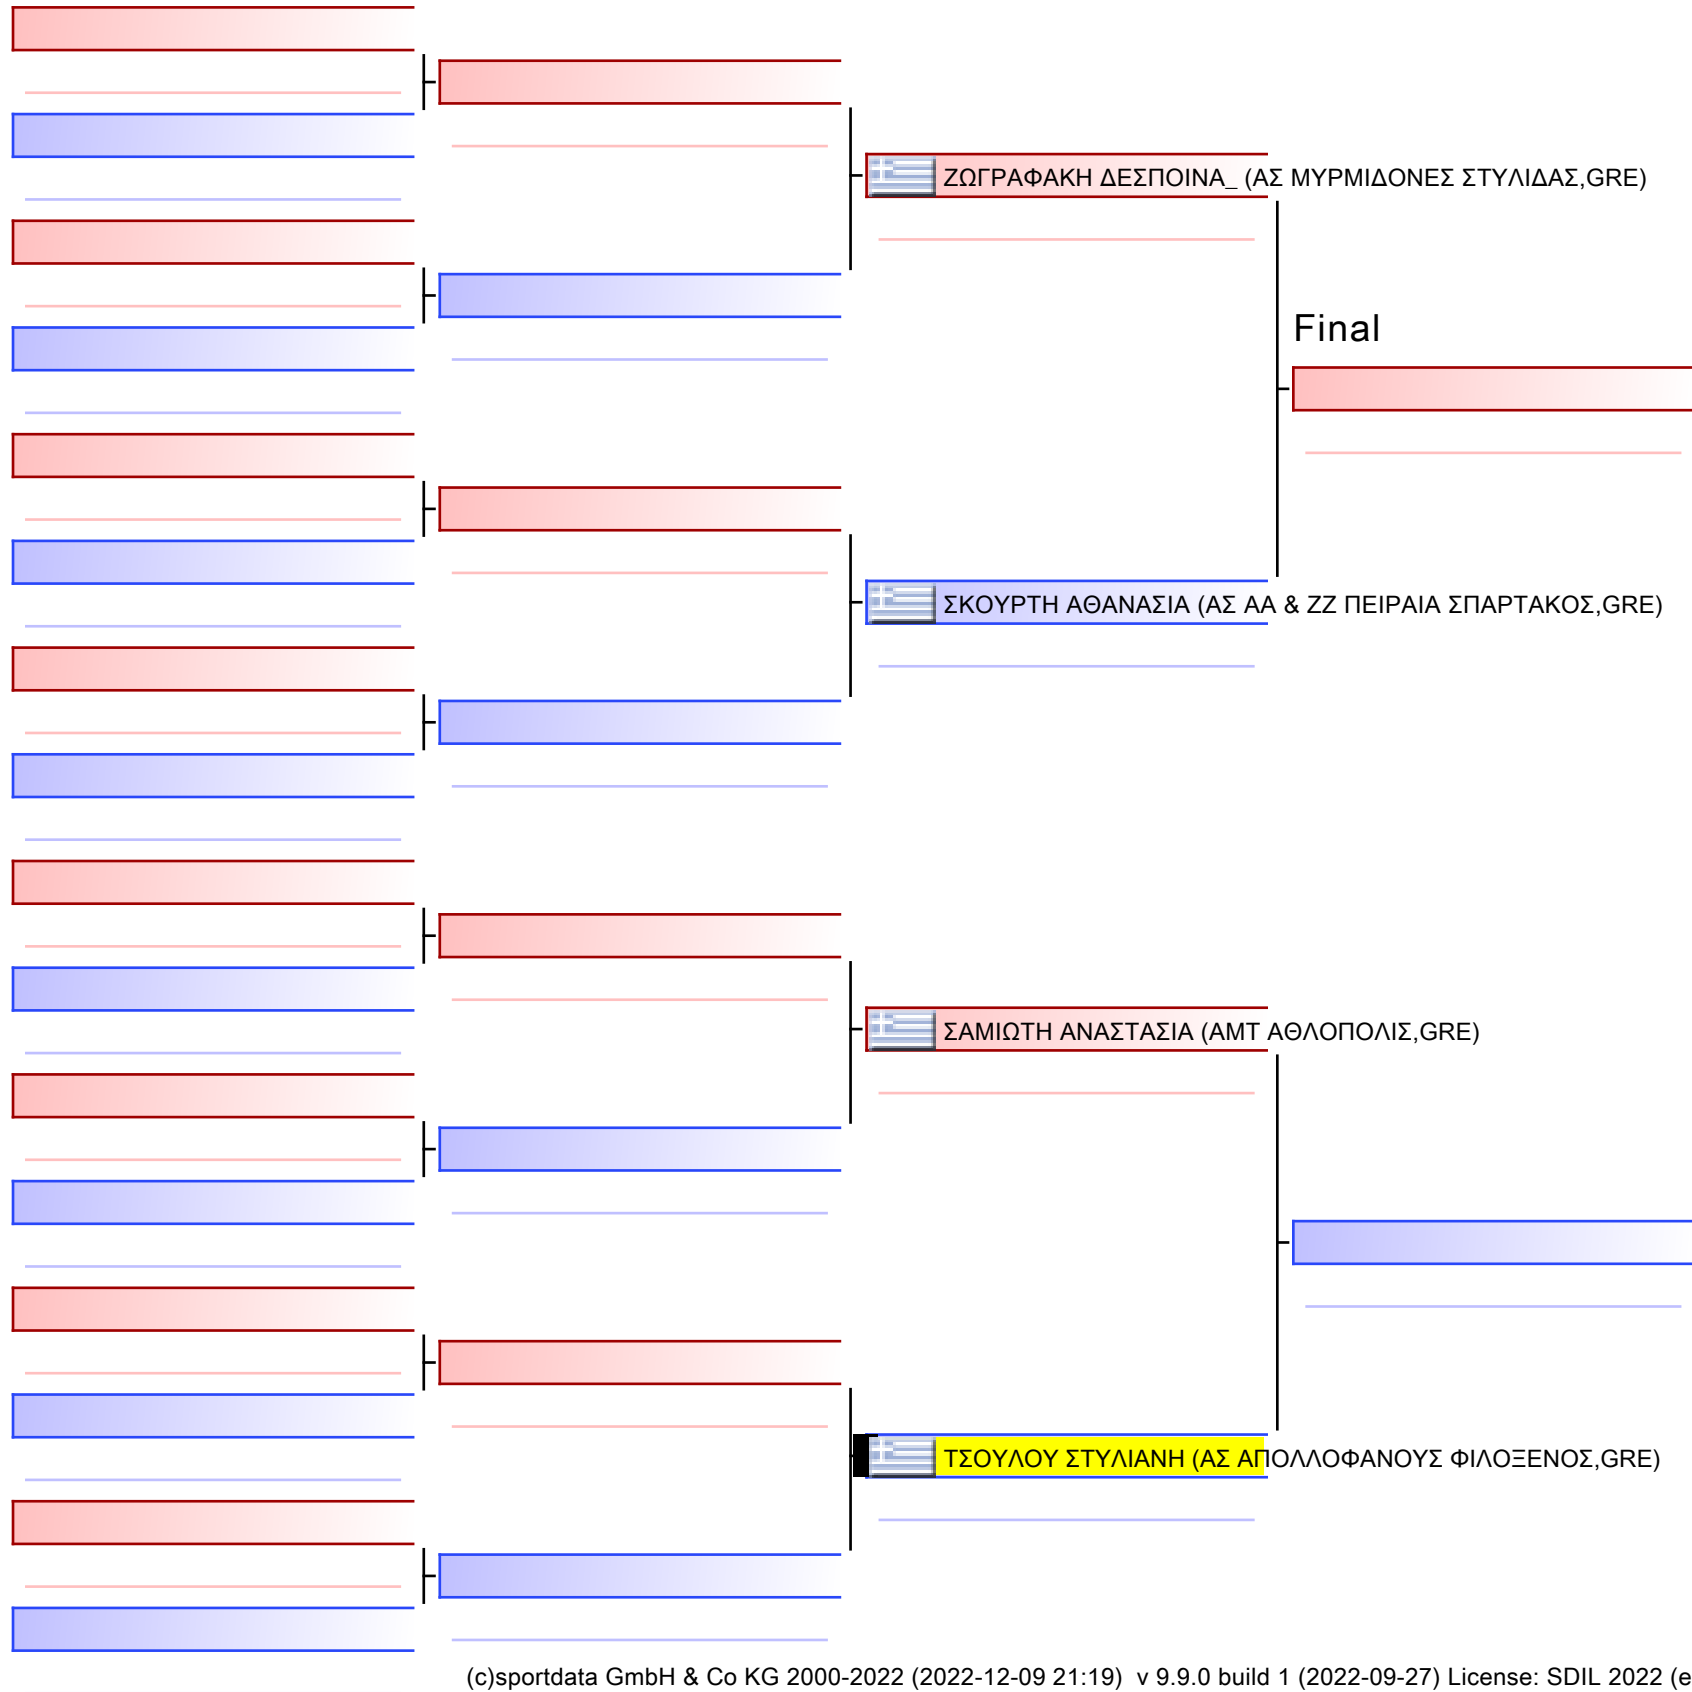 ΖΩΓΡΑΦΑΚΗ ΔΕΣΠΟΙΝΑ_ (ΑΣ ΜΥΡΜΙΔΟΝΕΣ ΣΤΥΛΙΔΑΣ,GRE)
Final
ΣΚΟΥΡΤΗ ΑΘΑΝΑΣΙΑ (ΑΣ ΑΑ & ΖΖ ΠΕΙΡΑΙΑ ΣΠΑΡΤΑΚΟΣ,GRE)
ΣΑΜΙΩΤΗ ΑΝΑΣΤΑΣΙΑ (ΑΜΤ ΑΘΛΟΠΟΛΙΣ,GRE)
ΤΣΟΥΛΟΥ ΣΤΥΛΙΑΝΗ (ΑΣ ΑΠΟΛΛΟΦΑΝΟΥΣ ΦΙΛΟΞΕΝΟΣ,GRE)
(c)sportdata GmbH & Co KG 2000-2022 (2022-12-09 21:19) v 9.9.0 build 1 (2022-09-27) License: SDIL 2022 (e